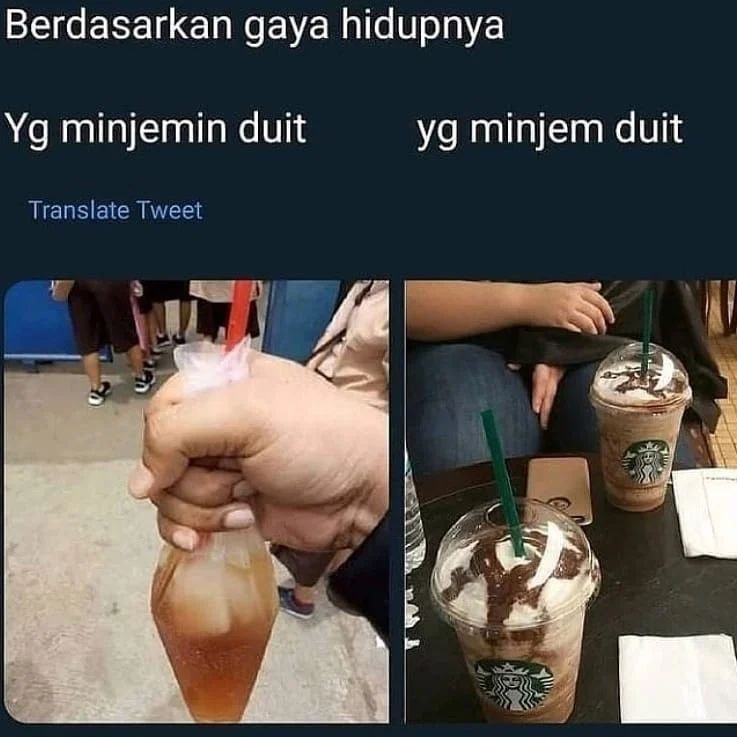 Berdasarkan gaya hidupnya
Yg minjemin duit
yg minjem duit
Translate Tweet